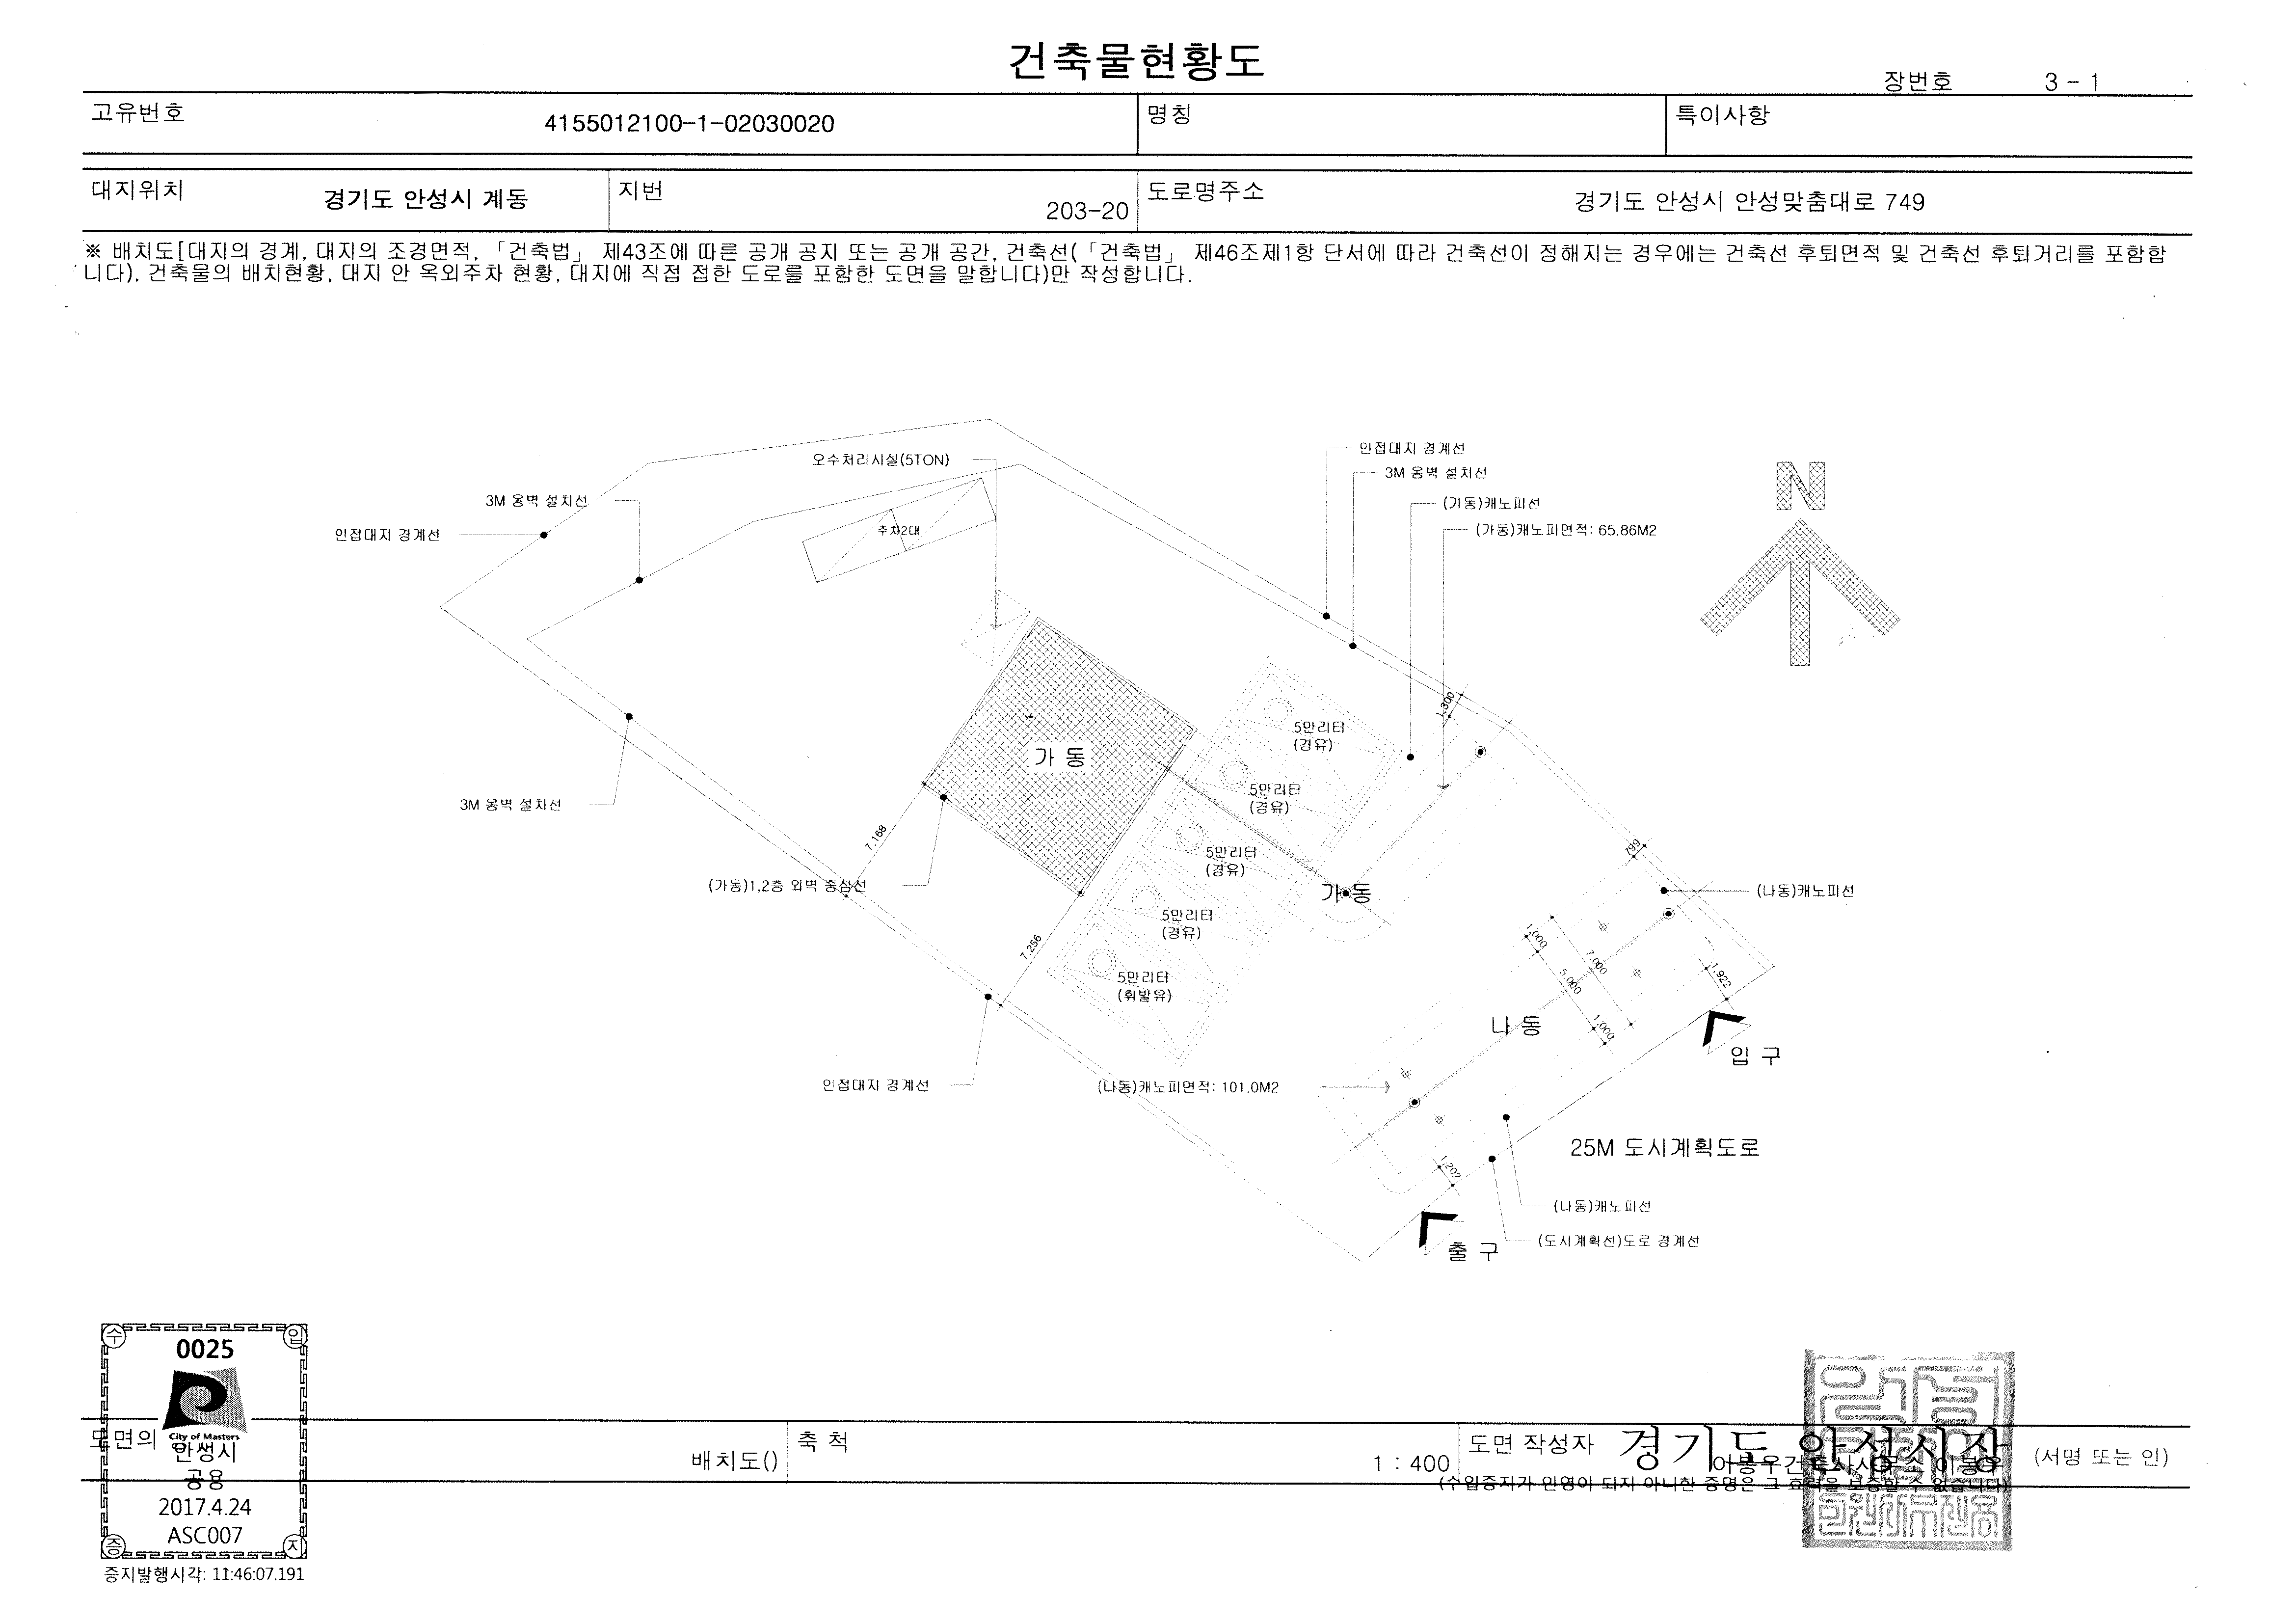 건축물현황도
장번호 3 - 1
고유번호 4155012100-1-02030020 명칭 특이사항
대지위치 경기도 안성시 계동 지번 203-20 도로명주소 경기도 안성시 안성맞춤대로 749
※ 배치도[대지의 경계, 대지의 조경면적, 「건축법」 제43조에 따른 공개 공지 또는 공개 공간, 건축선(「건축법」 제46조제1항 단서에 따라 건축선이 정해지는 경우에는 건축선 후퇴면적 및 건축선 후퇴거리를 포함합
니다), 건축물의 배치현황, 대지 안 옥외주차 현황, 대지에 직접 접한 도로를 포함한 도면을 말합니다)만 작성합니다.
인접대지 경계선
오수처리시설(5TON)
3M 옹벽 설치선
(가동)캐노피선
(가동)캐노피면적: 65.86M2
N
3M 옹벽 설치선
인접대지 경계선
주차2대
1,300
5만리터
(경유)
가 동
5만리터
(경유)
3M 옹벽 설치선
7,168
799
5만리터
(경유)
(가동)1,2층 외벽 중심선
가 동
(나동)캐노피선
5만리터
(경유)
7,256
1,000
7,000
5,000
1,922
5만리터
(휘발유)
나 동
1,000
입 구
인접대지 경계선
(나동)캐노피면적: 101.0M2
25M 도시계획도로
1,202
(나동)캐노피선
(도시계획선)도로 경계선
출 구
수 입
0025
City of Masters
안성시
공용
2017.4.24
ASC007
증 지
증지발행시각: 11:46:07.191
도면의
배치도()
축 척
1 : 400
도면 작성자
경기도 안성시장
(서명 또는 인)
(수입증지가 인영이 되지 아니한 증명은 그 효력을 보증할 수 없습니다)